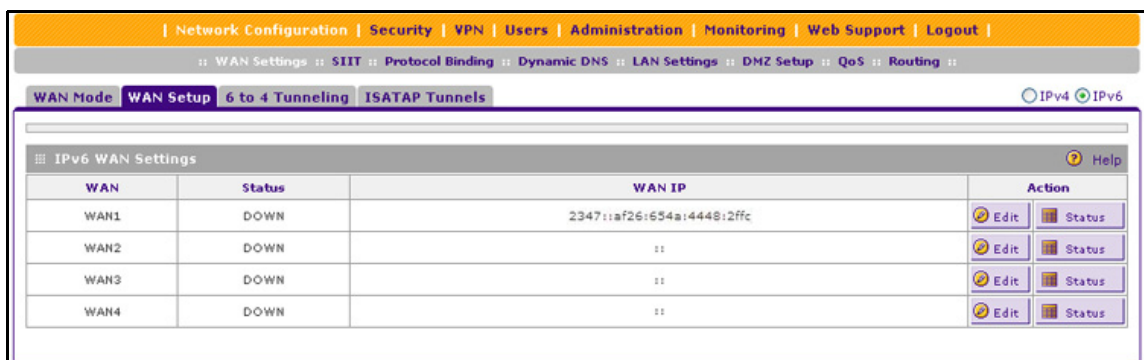 | Network Configuration | Security | VPN | Users | Administration | Monitoring | Web Support | Logout |
:: WAN Settings :: SIIT :: Protocol Binding :: Dynamic DNS :: LAN Settings :: DMZ Setup :: QoS :: Routing ::
WAN Mode WAN Setup 6 to 4 Tunneling ISATAP Tunnels IPv4 IPv6
IPv6 WAN Settings ? Help
WAN Status WAN IP Action
WAN1 DOWN 2347::af26:654a:4448:2ffc Edit Status
WAN2 DOWN :: Edit Status
WAN3 DOWN :: Edit Status
WAN4 DOWN :: Edit Status